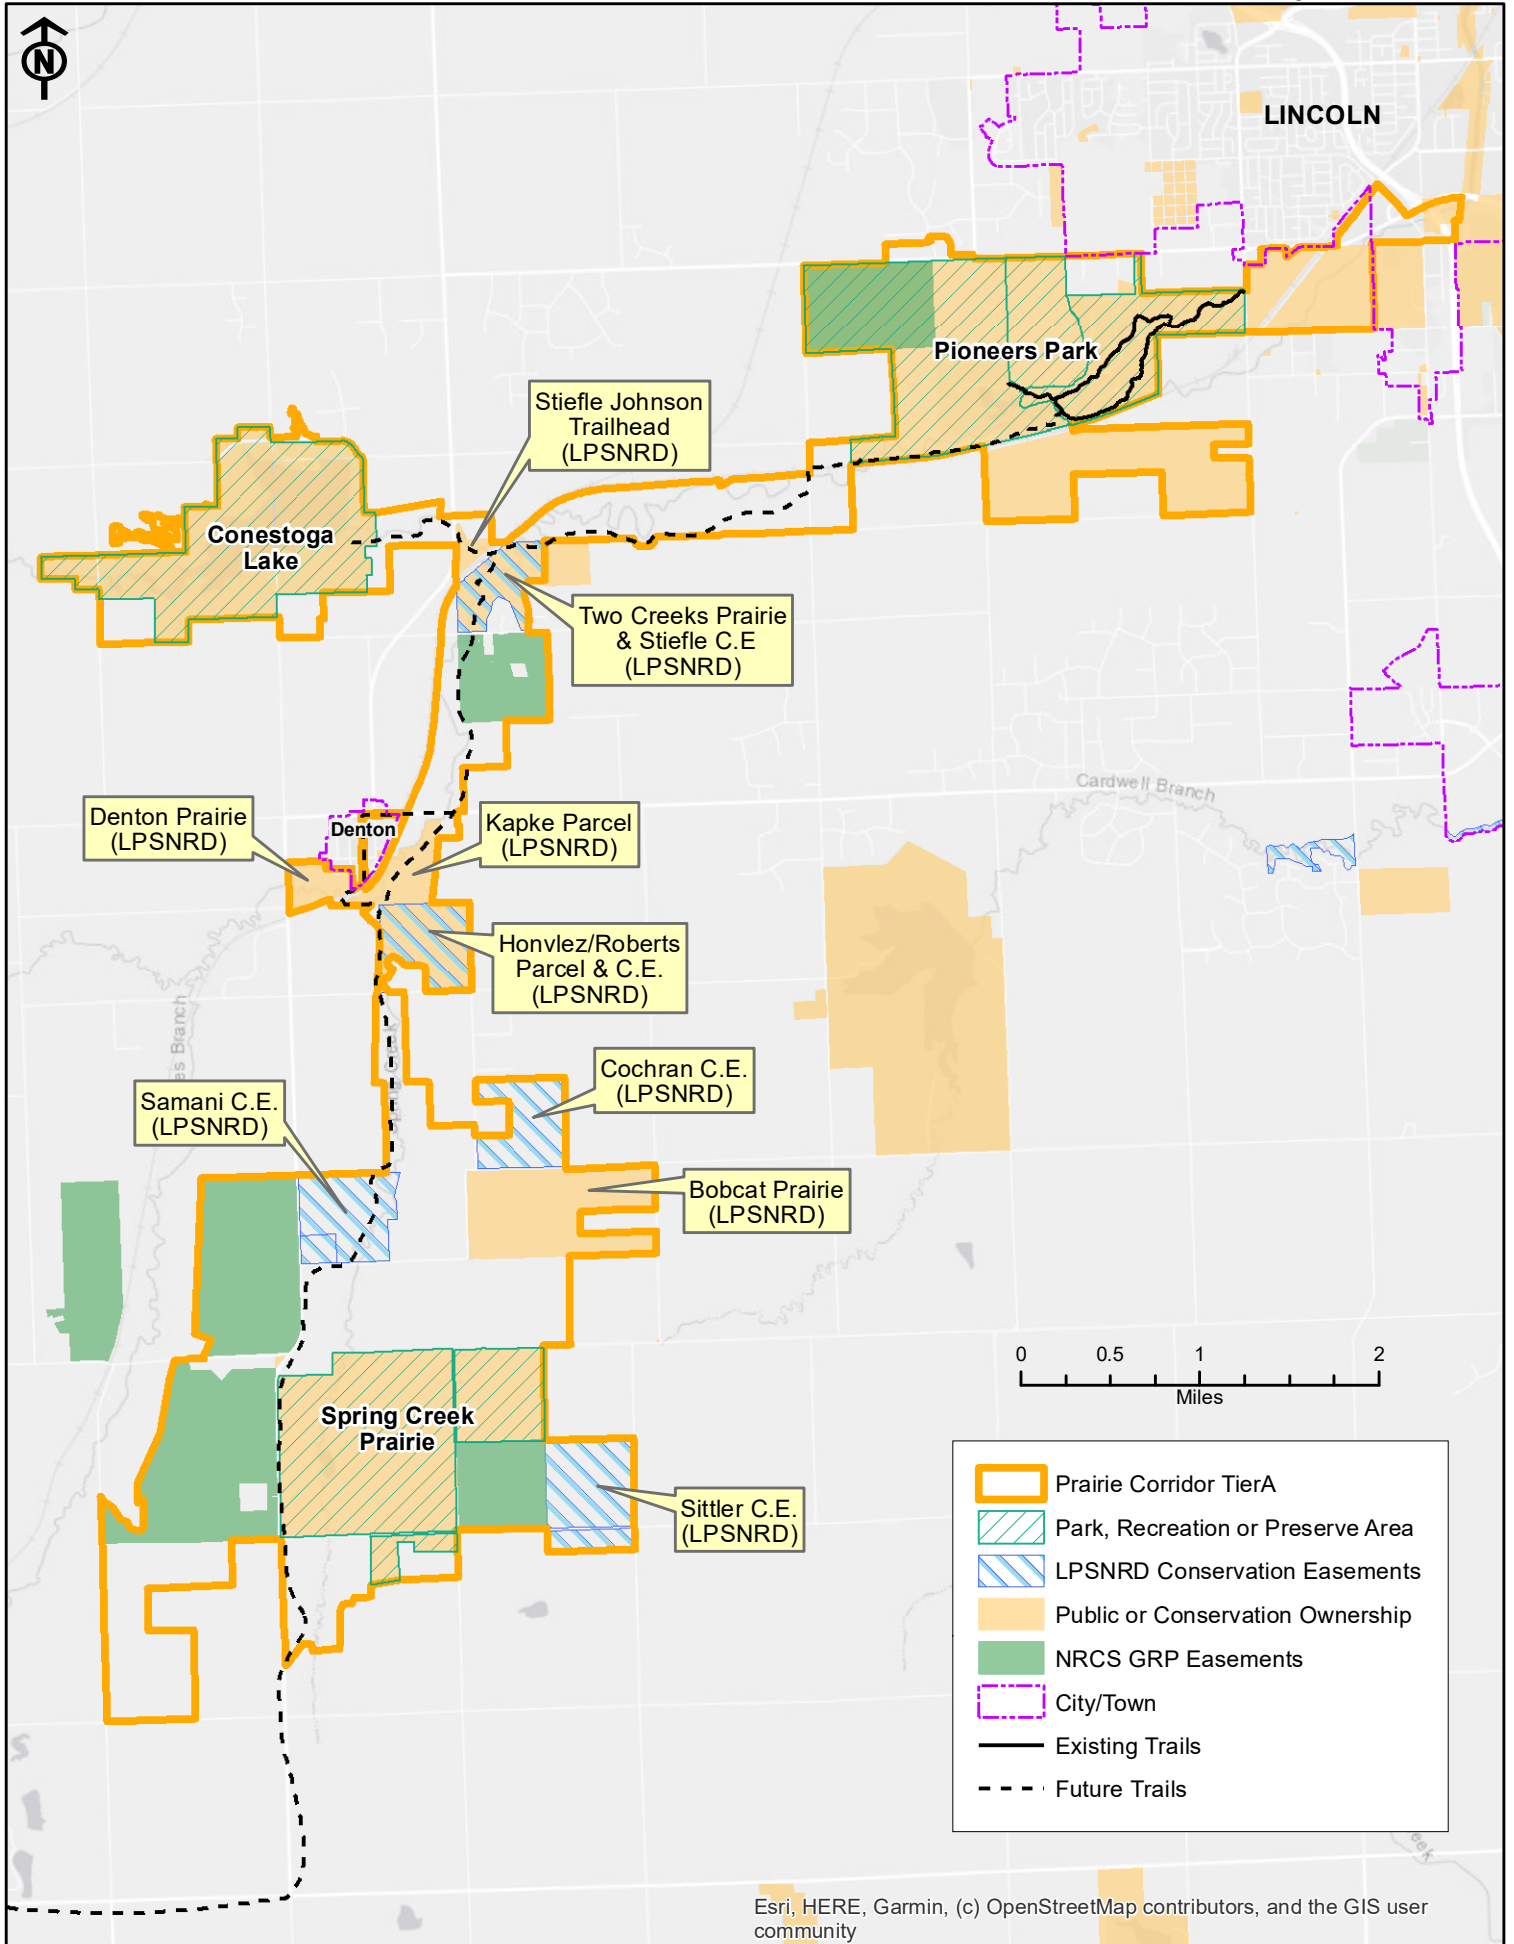 N
LINCOLN
Pioneers Park
Stiefle Johnson
Trailhead
(LPSNRD)
Conestoga
Lake
Two Creeks Prairie
& Stiefle C.E
(LPSNRD)
Cardwell Branch
Denton Prairie
(LPSNRD)
Denton
Kapke Parcel
(LPSNRD)
Honvlez/Roberts
Parcel & C.E.
(LPSNRD)
es Branch
Creek
Cochran C.E.
(LPSNRD)
Samani C.E.
(LPSNRD)
Bobcat Prairie
(LPSNRD)
0 0.5 1 2
Miles
Spring Creek
Prairie
Sittler C.E.
(LPSNRD)
Prairie Corridor TierA
Park, Recreation or Preserve Area
LPSNRD Conservation Easements
Public or Conservation Ownership
NRCS GRP Easements
City/Town
Existing Trails
Future Trails
eek
Esri, HERE, Garmin, (c) OpenStreetMap contributors, and the GIS user
community